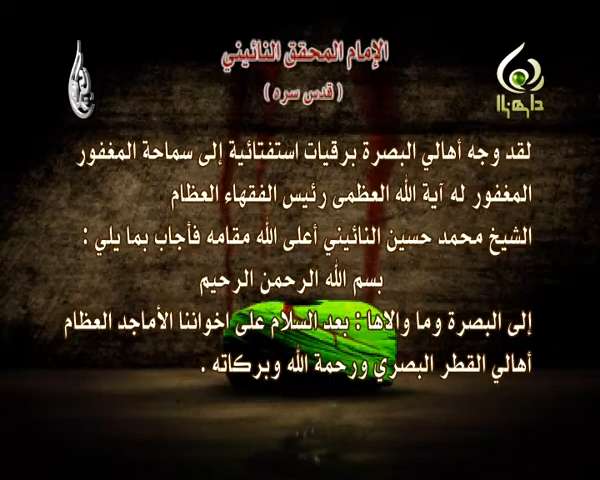 الإمام المحقق النائيني
( قدس سره )
لقد وجه أهالي البصرة برقيات استفتائية إلى سماحة المغفور
المغفور له آية الله العظمى رئيس الفقهاء العظام
الشيخ محمد حسين النائيني أعلى الله مقامه فأجاب بما يلي :
بسم الله الرحمن الرحيم
إلى البصرة وما والاها : بعد السلام على اخواننا الأماجد العظام
أهالي القطر البصري ورحمة الله وبركاته .